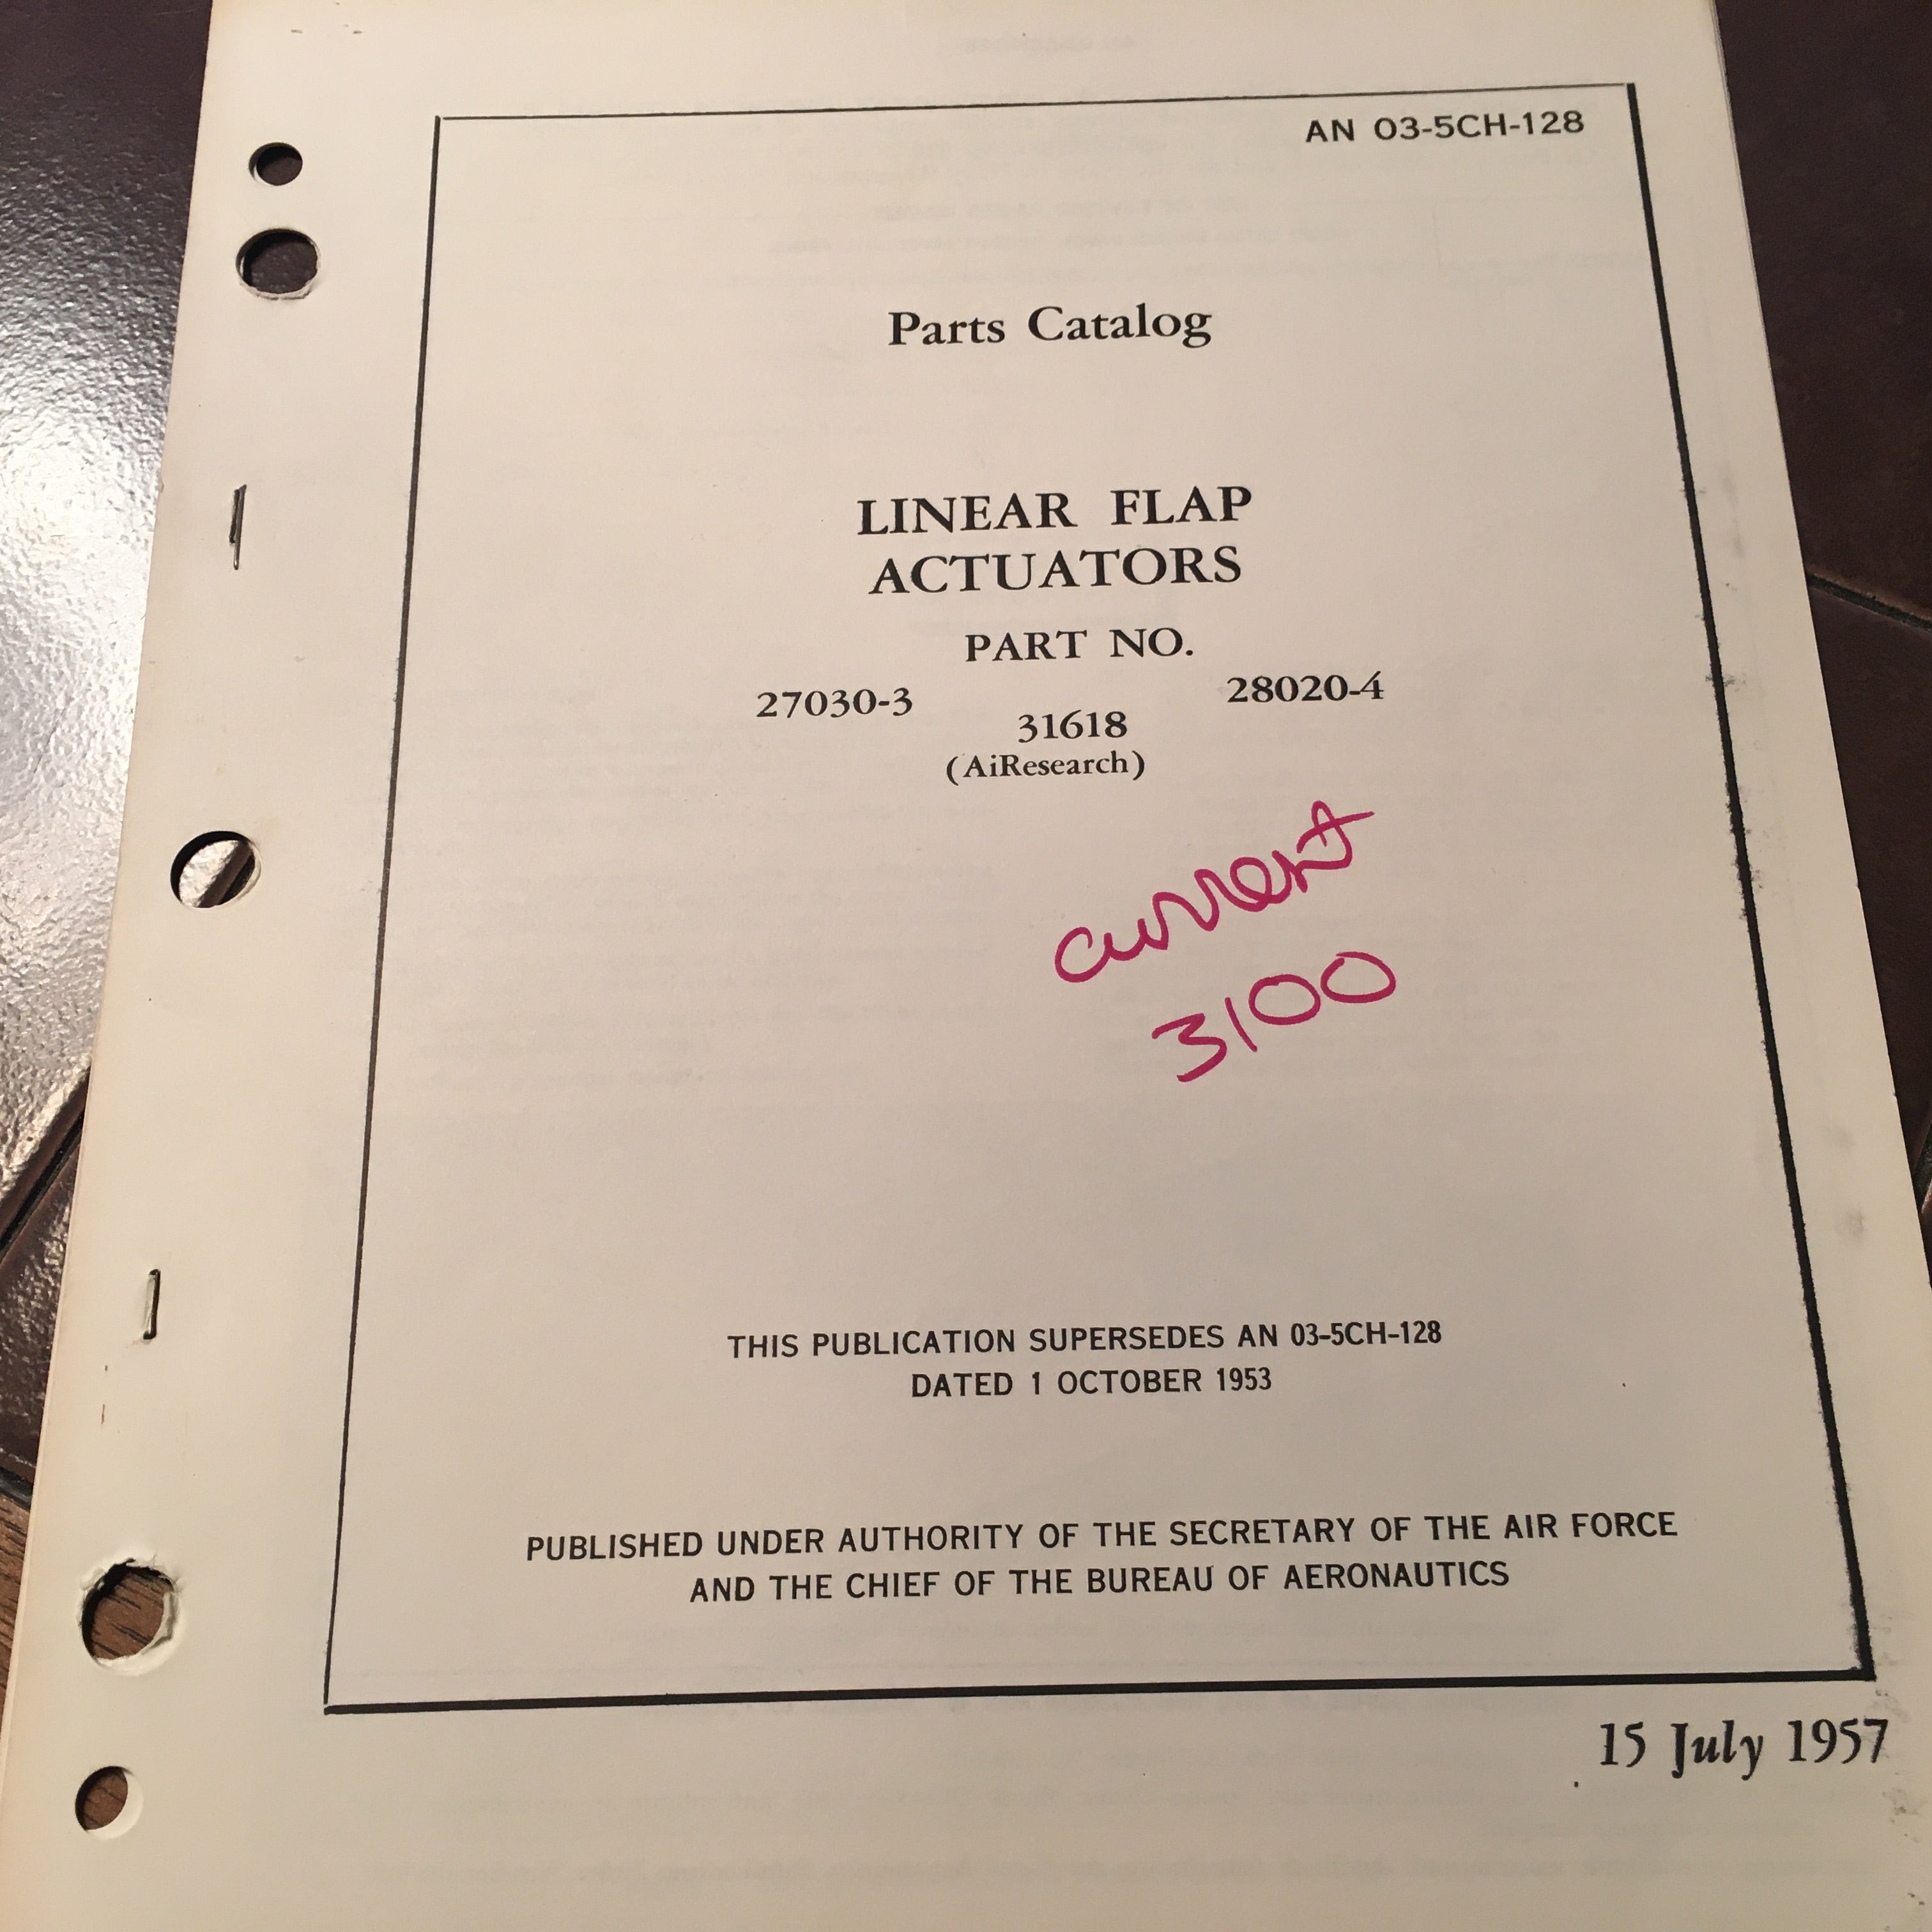 AN 03-5CH-128
Parts Catalog
LINEAR FLAP
ACTUATORS
PART NO.
27030-3 28020-4
31618
(AiResearch)
current
3100
THIS PUBLICATION SUPERSEDES AN 03-5CH-128
DATED 1 OCTOBER 1953
PUBLISHED UNDER AUTHORITY OF THE SECRETARY OF THE AIR FORCE
AND THE CHIEF OF THE BUREAU OF AERONAUTICS
15 July 1957